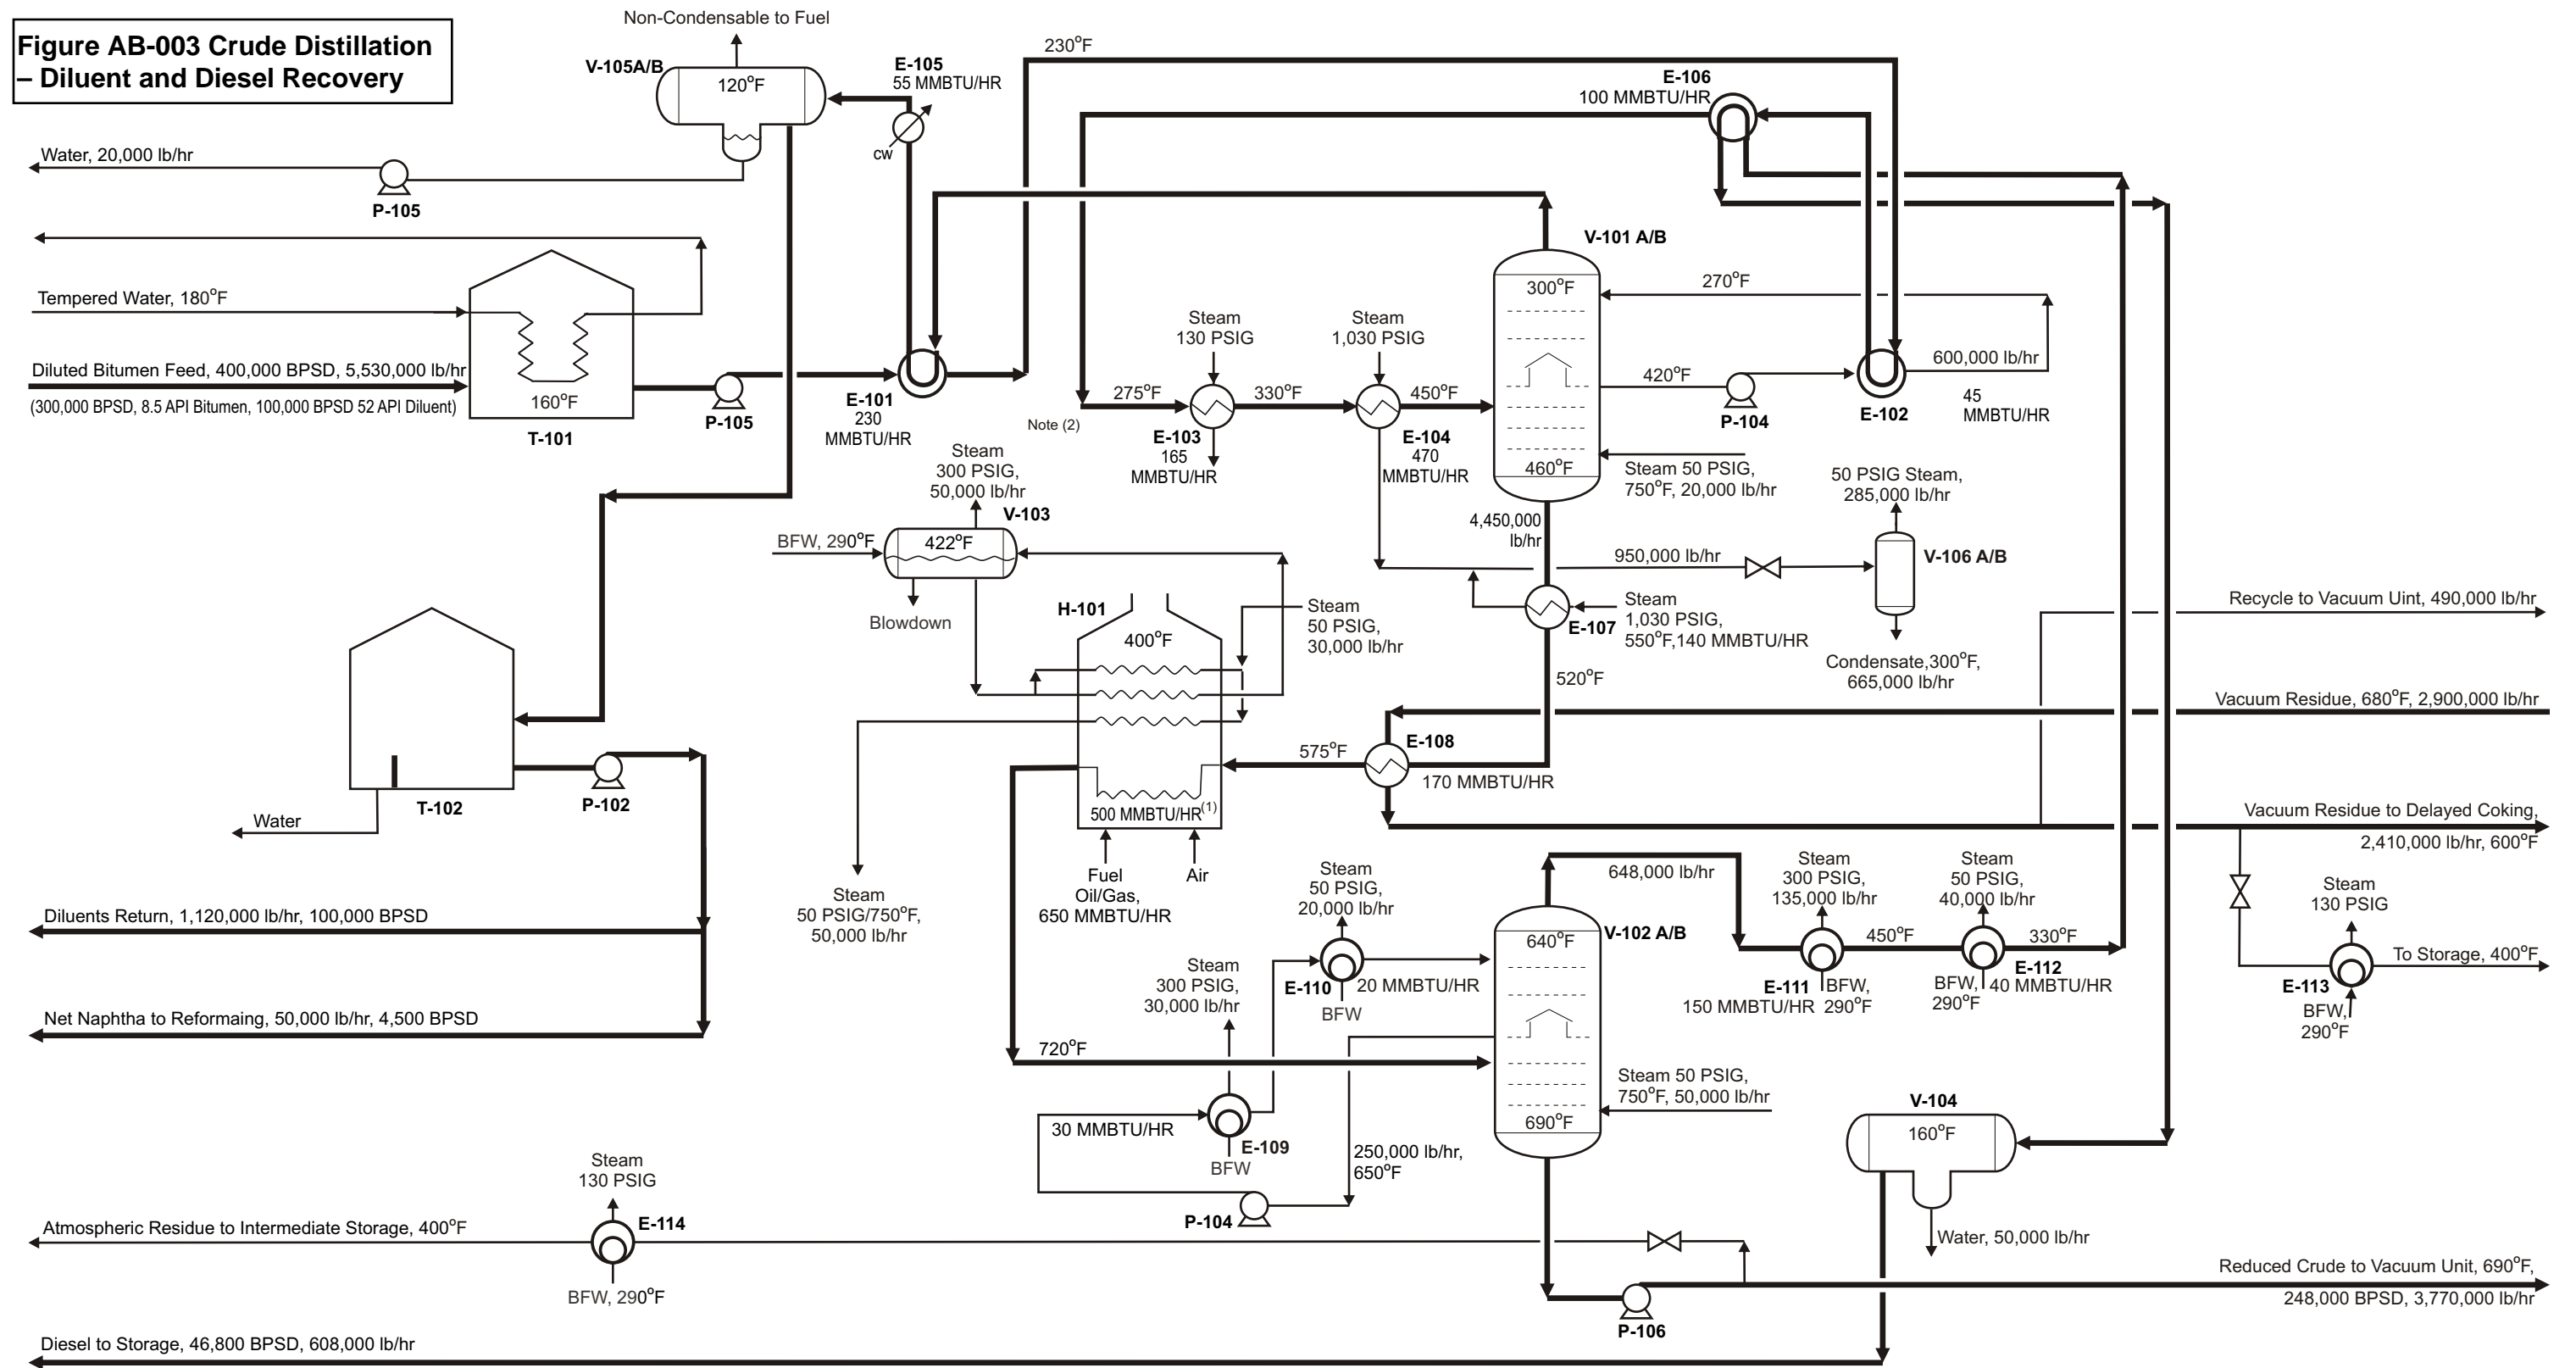 Figure AB-003 Crude Distillation
– Diluent and Diesel Recovery
Non-Condensable to Fuel
V-105A/B
120°F
E-105
55 MMBTU/HR
CW
Water, 20,000 lb/hr
P-105
230°F
E-106
100 MMBTU/HR
Tempered Water, 180°F
Diluted Bitumen Feed, 400,000 BPSD, 5,530,000 lb/hr
(300,000 BPSD, 8.5 API Bitumen, 100,000 BPSD 52 API Diluent)
160°F
T-101
P-105
E-101
230
MMBTU/HR
Note (2)
275°F
Steam
130 PSIG
E-103
165
MMBTU/HR
330°F
Steam
1,030 PSIG
E-104
470
MMBTU/HR
450°F
V-101 A/B
300°F
460°F
270°F
420°F
P-104
E-102
600,000 lb/hr
45
MMBTU/HR
Steam 50 PSIG,
750°F, 20,000 lb/hr
4,450,000
lb/hr
50 PSIG Steam,
285,000 lb/hr
V-106 A/B
950,000 lb/hr
Condensate,300°F,
665,000 lb/hr
Steam
1,030 PSIG,
550°F,140 MMBTU/HR
E-107
520°F
Steam
300 PSIG,
50,000 lb/hr
V-103
BFW, 290°F
422°F
Blowdown
H-101
400°F
Steam
50 PSIG,
30,000 lb/hr
500 MMBTU/HR(1)
Fuel
Oil/Gas,
650 MMBTU/HR
Air
Steam
50 PSIG/750°F,
50,000 lb/hr
575°F
E-108
170 MMBTU/HR
Recycle to Vacuum Uint, 490,000 lb/hr
Vacuum Residue, 680°F, 2,900,000 lb/hr
Vacuum Residue to Delayed Coking,
2,410,000 lb/hr, 600°F
T-102
P-102
Water
Diluents Return, 1,120,000 lb/hr, 100,000 BPSD
Net Naphtha to Reformaing, 50,000 lb/hr, 4,500 BPSD
648,000 lb/hr
V-102 A/B
640°F
690°F
Steam
300 PSIG,
135,000 lb/hr
E-111
150 MMBTU/HR
BFW,
290°F
450°F
Steam
50 PSIG,
40,000 lb/hr
E-112
40 MMBTU/HR
BFW,
290°F
330°F
Steam
130 PSIG
E-113
BFW,
290°F
To Storage, 400°F
Steam
50 PSIG,
20,000 lb/hr
E-110
20 MMBTU/HR
BFW
Steam
300 PSIG,
30,000 lb/hr
720°F
30 MMBTU/HR
E-109
BFW
250,000 lb/hr,
650°F
P-104
Steam 50 PSIG,
750°F, 50,000 lb/hr
V-104
160°F
Water, 50,000 lb/hr
Steam
130 PSIG
E-114
Atmospheric Residue to Intermediate Storage, 400°F
BFW, 290°F
P-106
Reduced Crude to Vacuum Unit, 690°F,
248,000 BPSD, 3,770,000 lb/hr
Diesel to Storage, 46,800 BPSD, 608,000 lb/hr